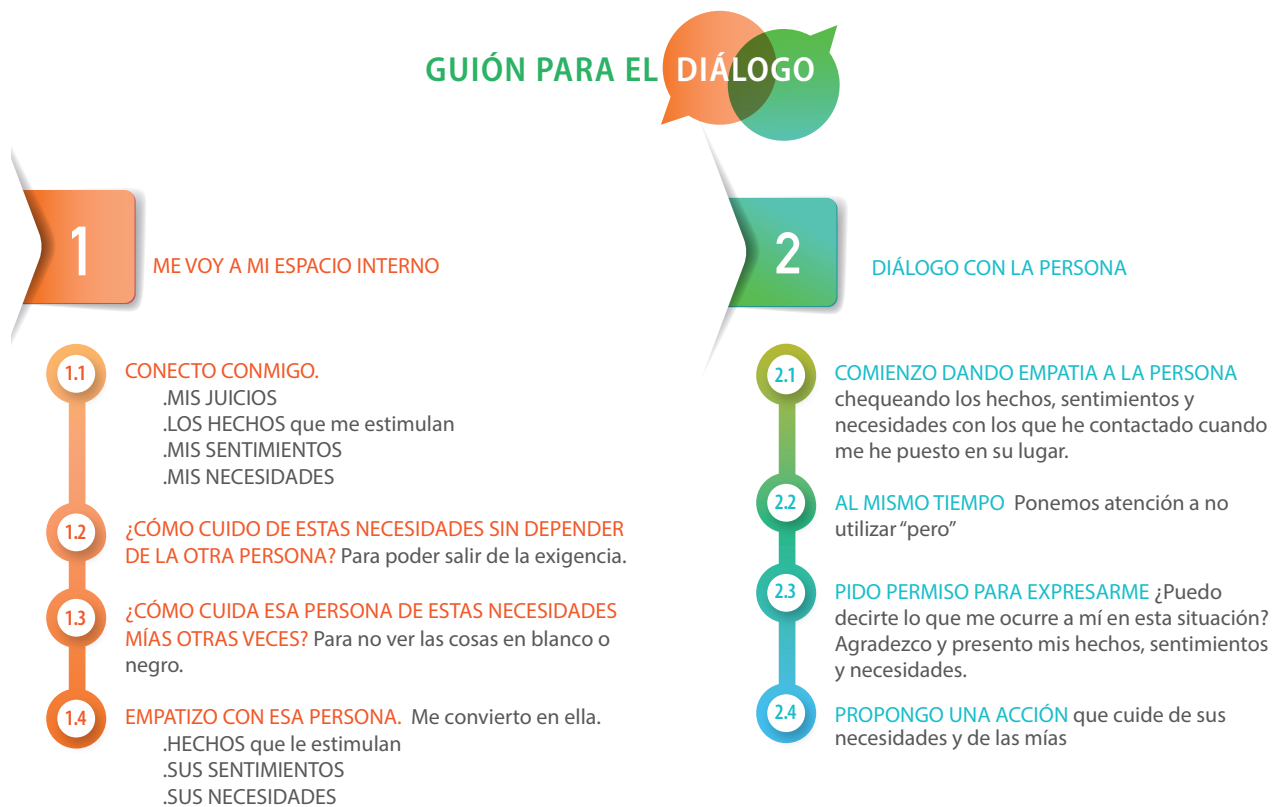 GUIÓN PARA EL DIÁLOGO
1
ME VOY A MI ESPACIO INTERNO
1.1
CONECTO CONMIGO.
.MIS JUICIOS
.LOS HECHOS que me estimulan
.MIS SENTIMIENTOS
.MIS NECESIDADES
1.2
¿CÓMO CUIDO DE ESTAS NECESIDADES SIN DEPENDER
DE LA OTRA PERSONA? Para poder salir de la exigencia.
1.3
¿CÓMO CUIDA ESA PERSONA DE ESTAS NECESIDADES
MÍAS OTRAS VECES? Para no ver las cosas en blanco o
negro.
1.4
EMPATIZO CON ESA PERSONA. Me convierto en ella.
.HECHOS que le estimulan
.SUS SENTIMIENTOS
.SUS NECESIDADES
2
DIÁLOGO CON LA PERSONA
2.1
COMIENZO DANDO EMPATIA A LA PERSONA
chequeando los hechos, sentimientos y
necesidades con los que he contactado cuando
me he puesto en su lugar.
2.2
AL MISMO TIEMPO Ponemos atención a no
utilizar “pero”
2.3
PIDO PERMISO PARA EXPRESARME ¿Puedo
decirte lo que me ocurre a mí en esta situación?
Agradezco y presento mis hechos, sentimientos
y necesidades.
2.4
PROPONGO UNA ACCIÓN que cuide de sus
necesidades y de las mías